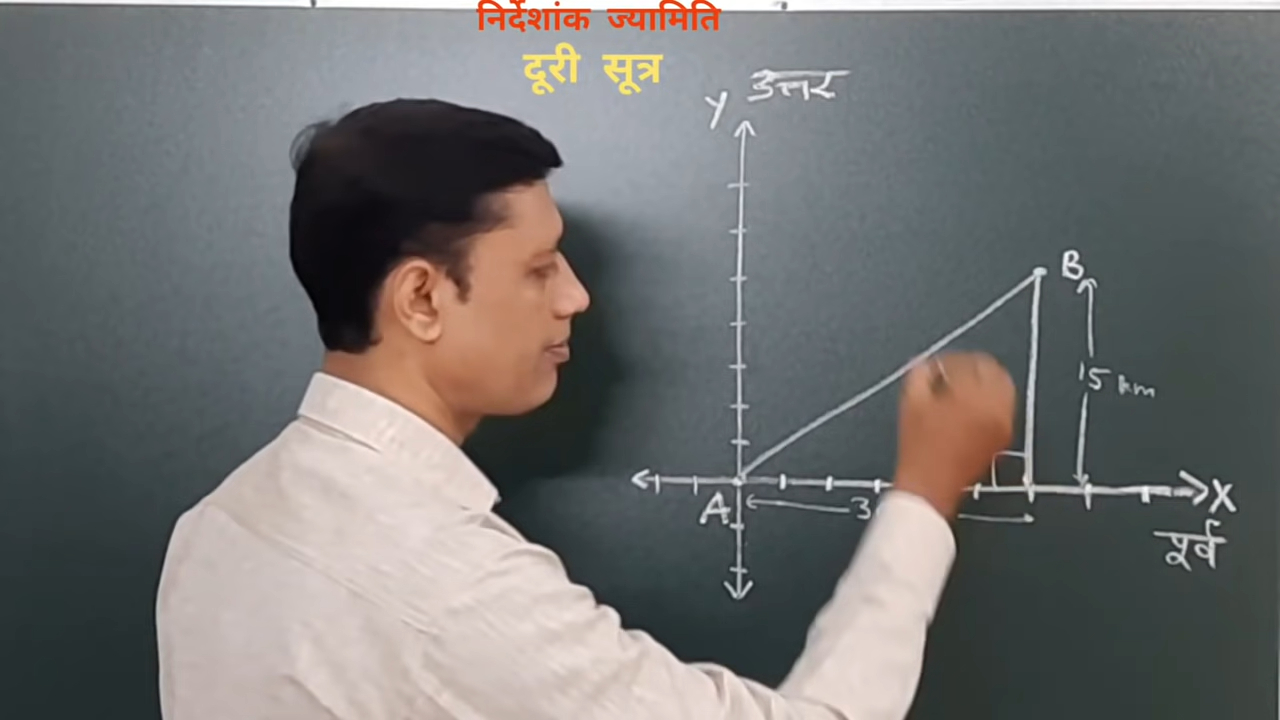 निर्देशांक ज्यामिति
दूरी सूत्र
Y उत्तर
B
15 km
A
3
X
पूर्व